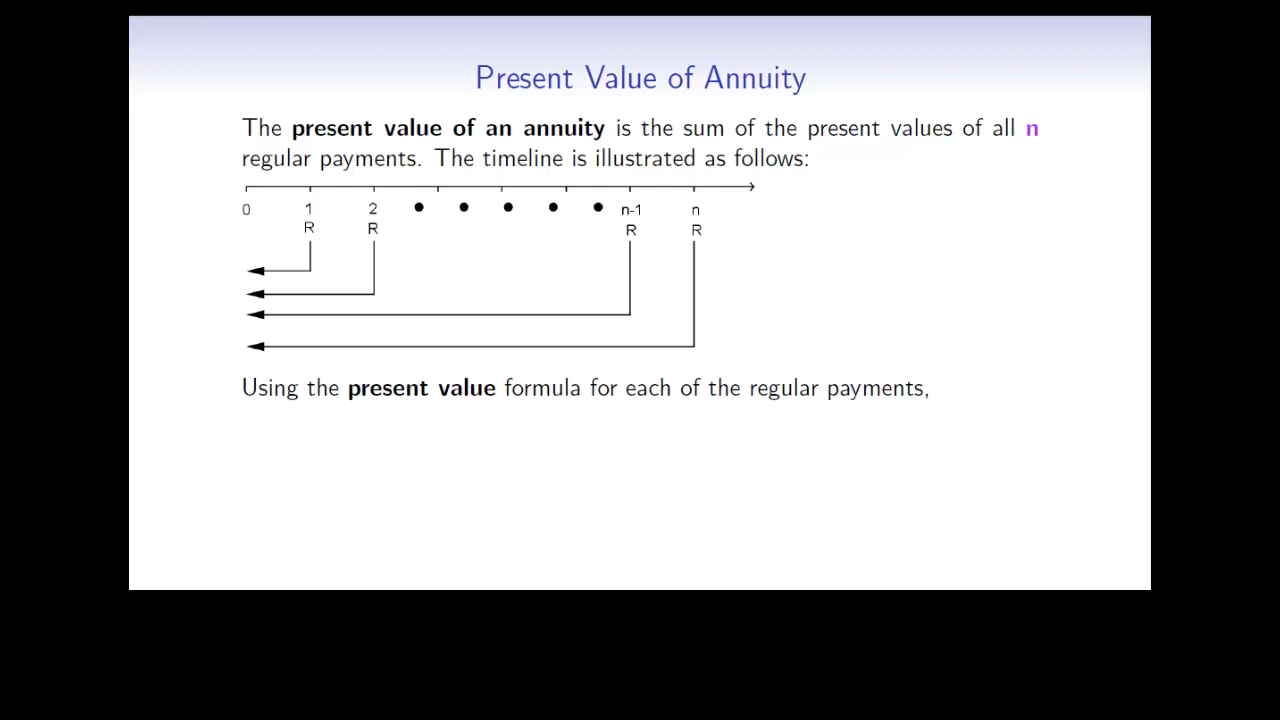 Present Value of Annuity
The present value of an annuity is the sum of the present values of all n
regular payments. The timeline is illustrated as follows:
0 1 2 n-1 n
R R R R
Using the present value formula for each of the regular payments,